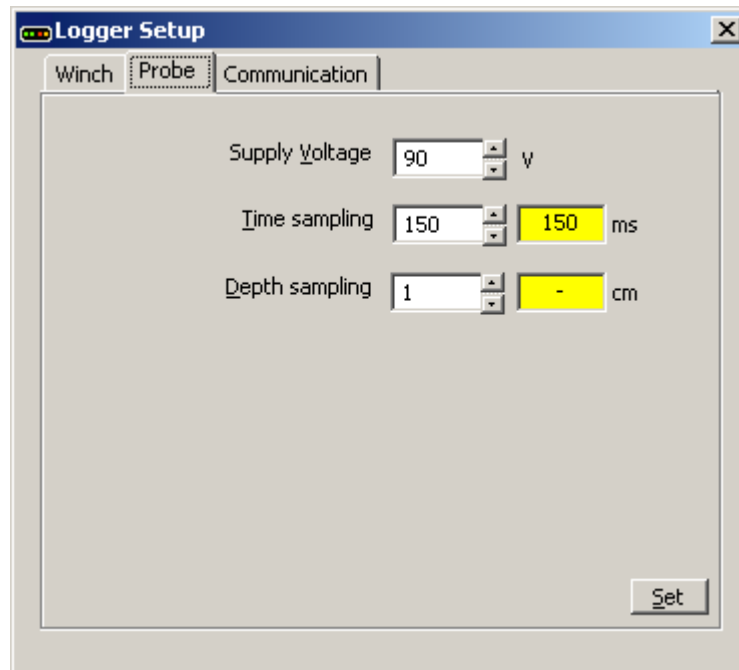 Logger Setup
Winch Probe Communication
Supply Voltage 90 V
Time sampling 150 150 ms
Depth sampling 1 - cm
Set